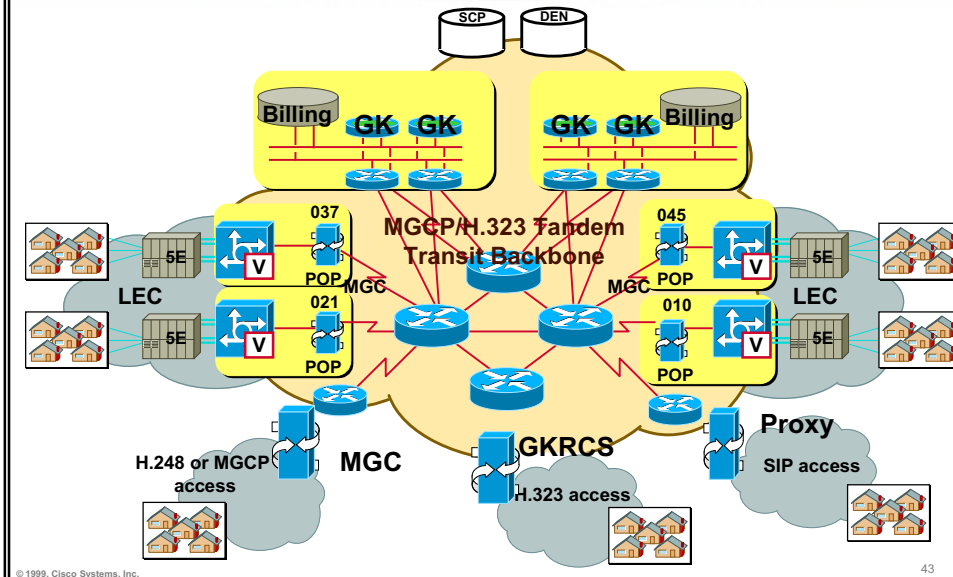 SCP
DEN
Billing
GK
GK
GK
GK
Billing
MGCP/H.323 Tandem
Transit Backbone
037
POP
MGC
045
POP
MGC
5E
V
LEC
V
5E
LEC
021
POP
5E
V
010
POP
V
5E
H.248 or MGCP
access
MGC
GKRCS
H.323 access
Proxy
SIP access
© 1999, Cisco Systems, Inc.
43